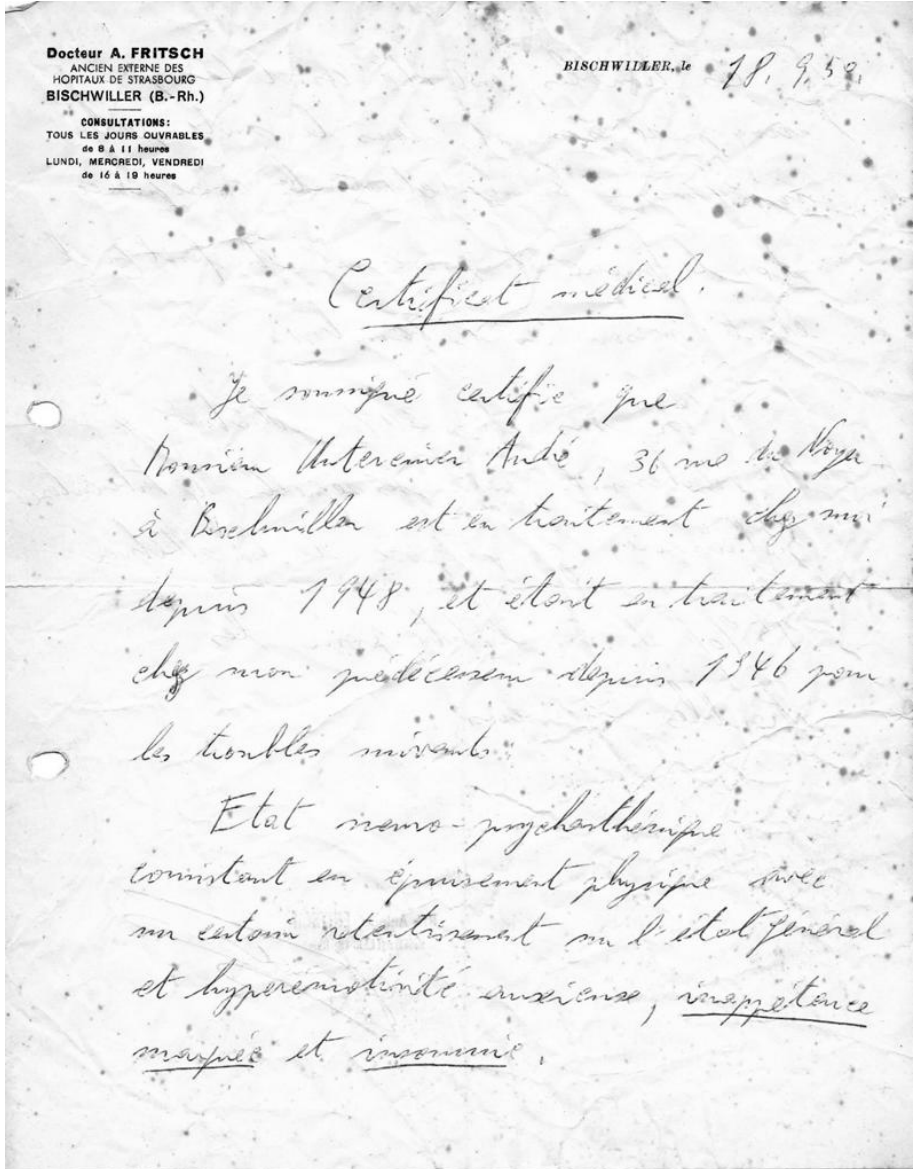 Docteur A. FRITSCH
ANCIEN EXTERNE DES
HOPITAUX DE STRASBOURG
BISCHWILLER (B.-Rh.)
CONSULTATIONS:
TOUS LES JOURS OUVRABLES
de 8 à 11 heures
LUNDI, MERCREDI, VENDREDI
de 16 à 19 heures
BISCHWILLER, le 18.9.50.
Certificat médical.
Je soussigné certifie que
Monsieur André, 36 rue du Noyer
à Bischwiller est en traitement chez moi
depuis 1948, et était en traitement
chez mon prédécesseur depuis 1946 pour
les troubles suivants:
Etat neuro-psychasthénique
consistant en épuisement physique avec
un certain retentissement sur l'état général
et hyperémotivité anxieuse, inappétence
marquée et insomnie.